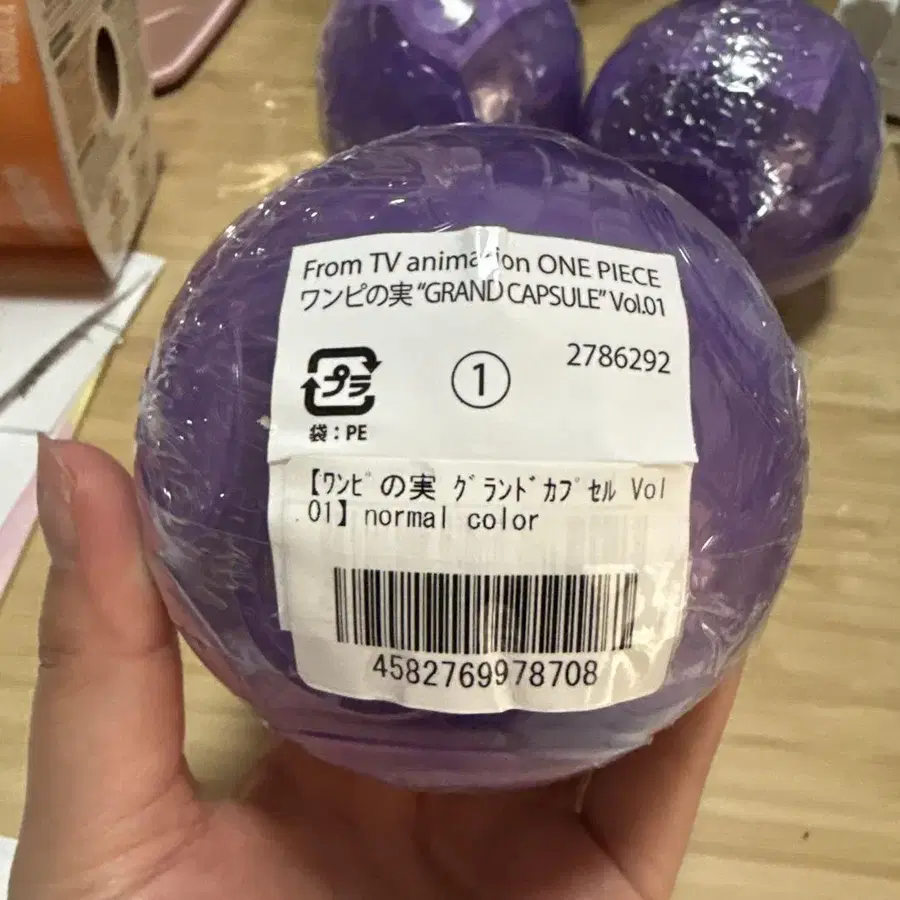 From TV animation ONE PIECE
ワンピの実 “GRAND CAPSULE” Vol.01
2786292
①
プラ
袋：PE
【ﾜﾝﾋﾟの実 ｸﾞﾗﾝﾄﾞｶﾌﾟｾﾙ Vol
.01】normal color
4582769978708